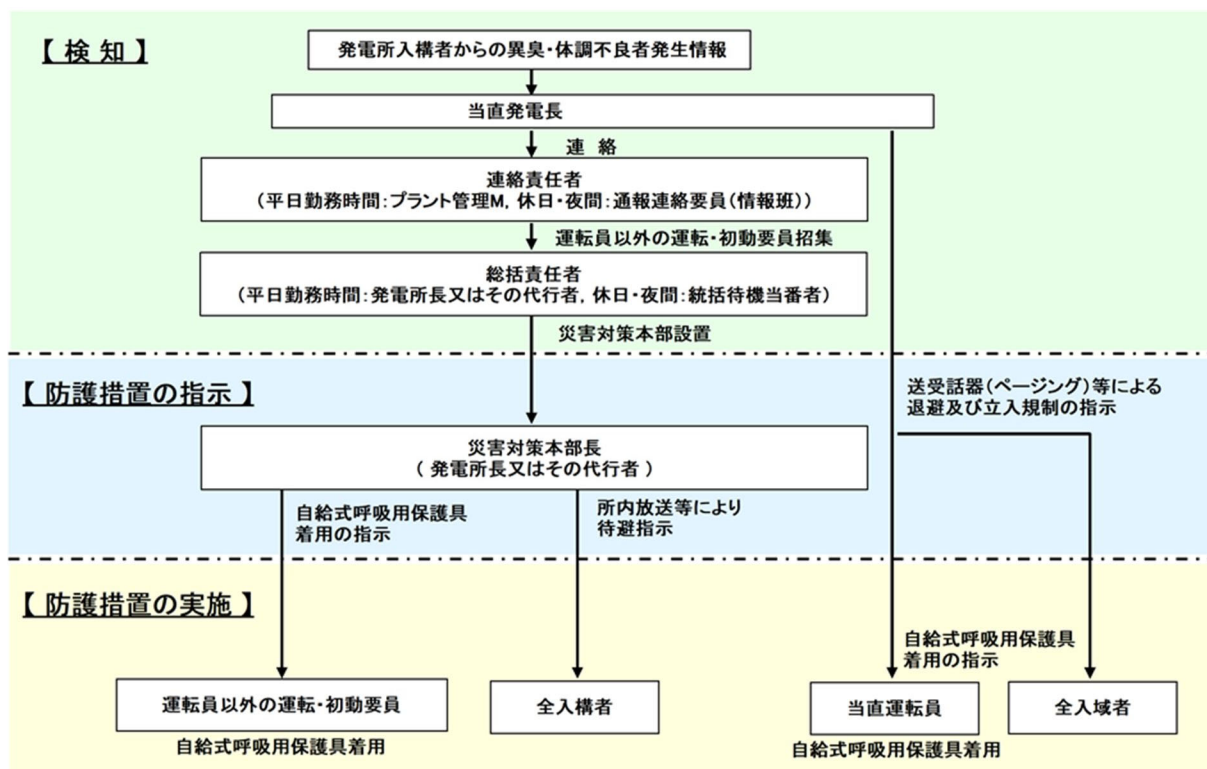 【 検 知 】
発電所入構者からの異臭・体調不良者発生情報
当直発電長
連 絡
連絡責任者
（平日勤務時間：プラント管理M，休日・夜間：通報連絡要員（情報班））
運転員以外の運転・初動要員招集
総括責任者
（平日勤務時間：発電所長又はその代行者，休日・夜間：統括待機当番者）
災害対策本部設置
【 防護措置の指示 】
送受話器（ページング）等による
退避及び立入規制の指示
災害対策本部長
（ 発電所長又はその代行者 ）
自給式呼吸用保護具
着用の指示
所内放送等により
待避指示
【 防護措置の実施 】
自給式呼吸用保護具
着用の指示
運転員以外の運転・初動要員
全入構者
当直運転員
全入域者
自給式呼吸用保護具着用
自給式呼吸用保護具着用